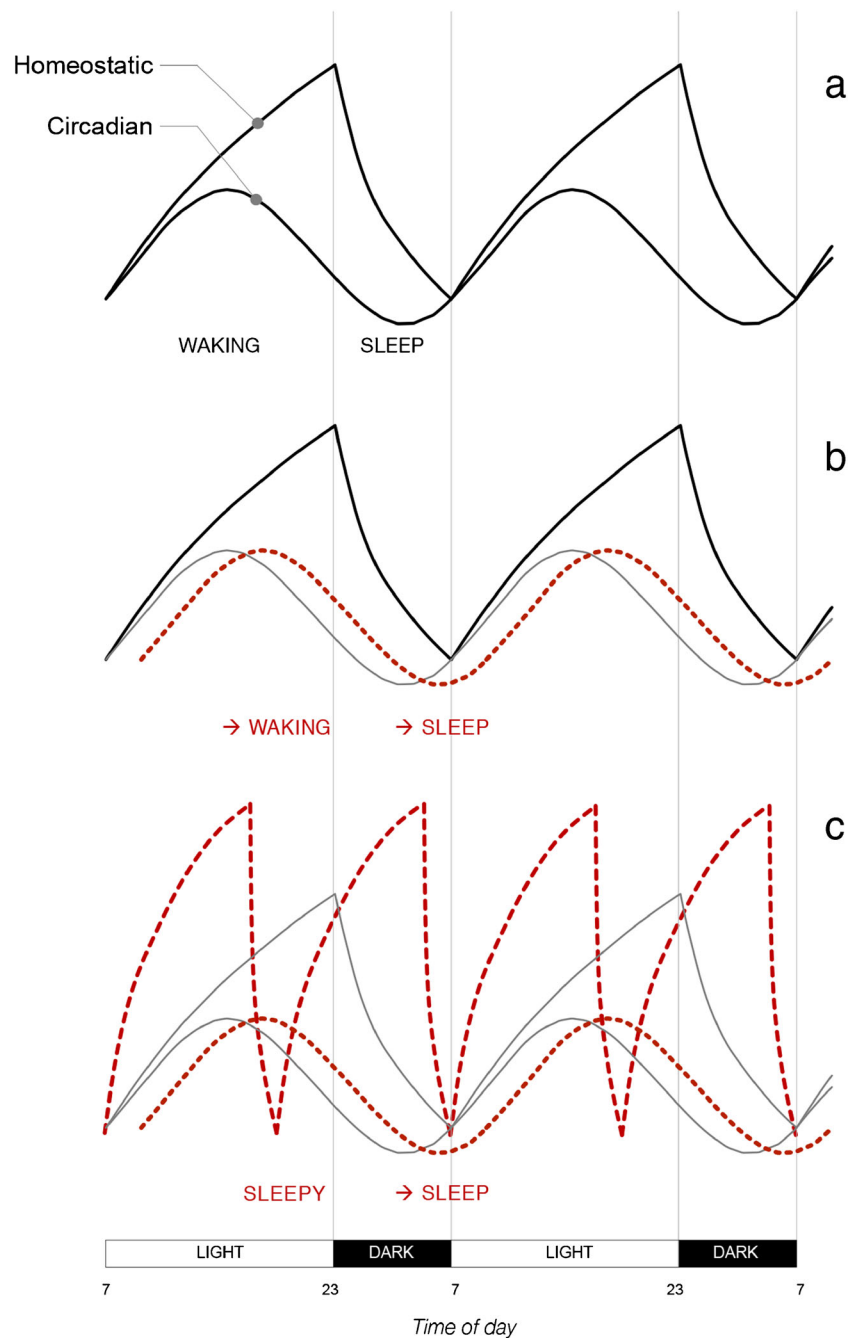 Homeostatic
a
Circadian
WAKING SLEEP
b
→ WAKING → SLEEP
c
SLEEPY → SLEEP
LIGHT DARK LIGHT DARK
7 23 7 23 7
Time of day